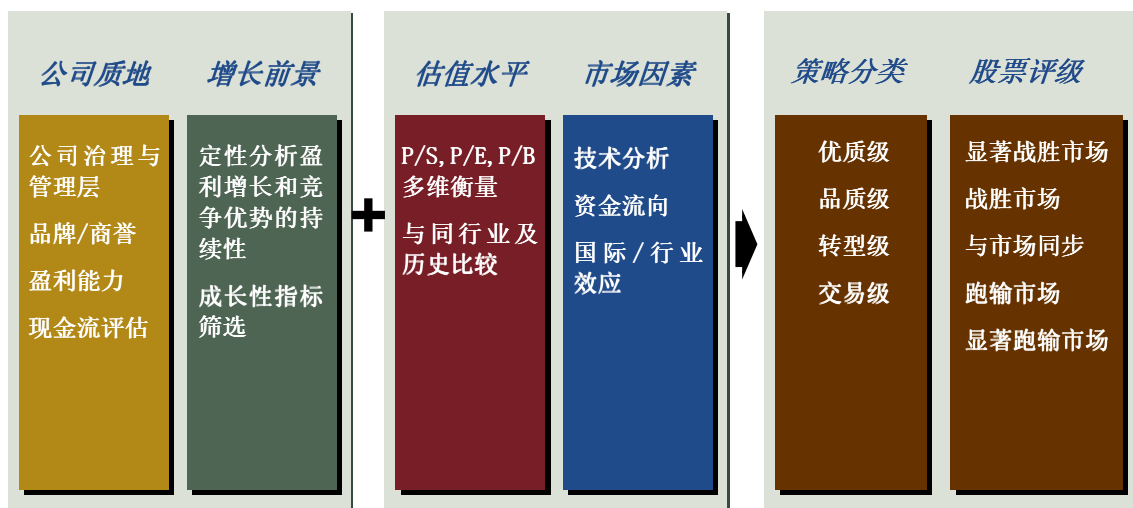 公司质地
公司治理与
管理层
品牌/商誉
盈利能力
现金流评估
增长前景
定性分析盈
利增长和竞
争优势的持
续性
成长性指标
筛选
估值水平
P/S, P/E, P/B
多维衡量
与同行业及
历史比较
市场因素
技术分析
资金流向
国际/行业
效应
策略分类
优质级
品质级
转型级
交易级
股票评级
显著战胜市场
战胜市场
与市场同步
跑输市场
显著跑输市场